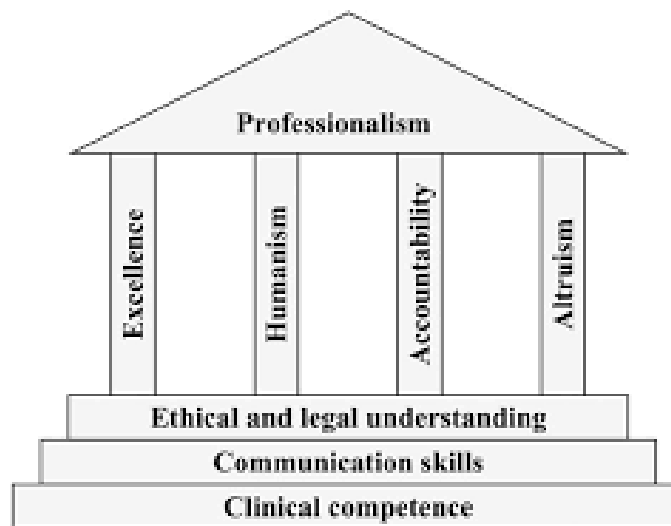 Professionalism
Excellence
Humanism
Accountability
Altruism
Ethical and legal understanding
Communication skills
Clinical competence